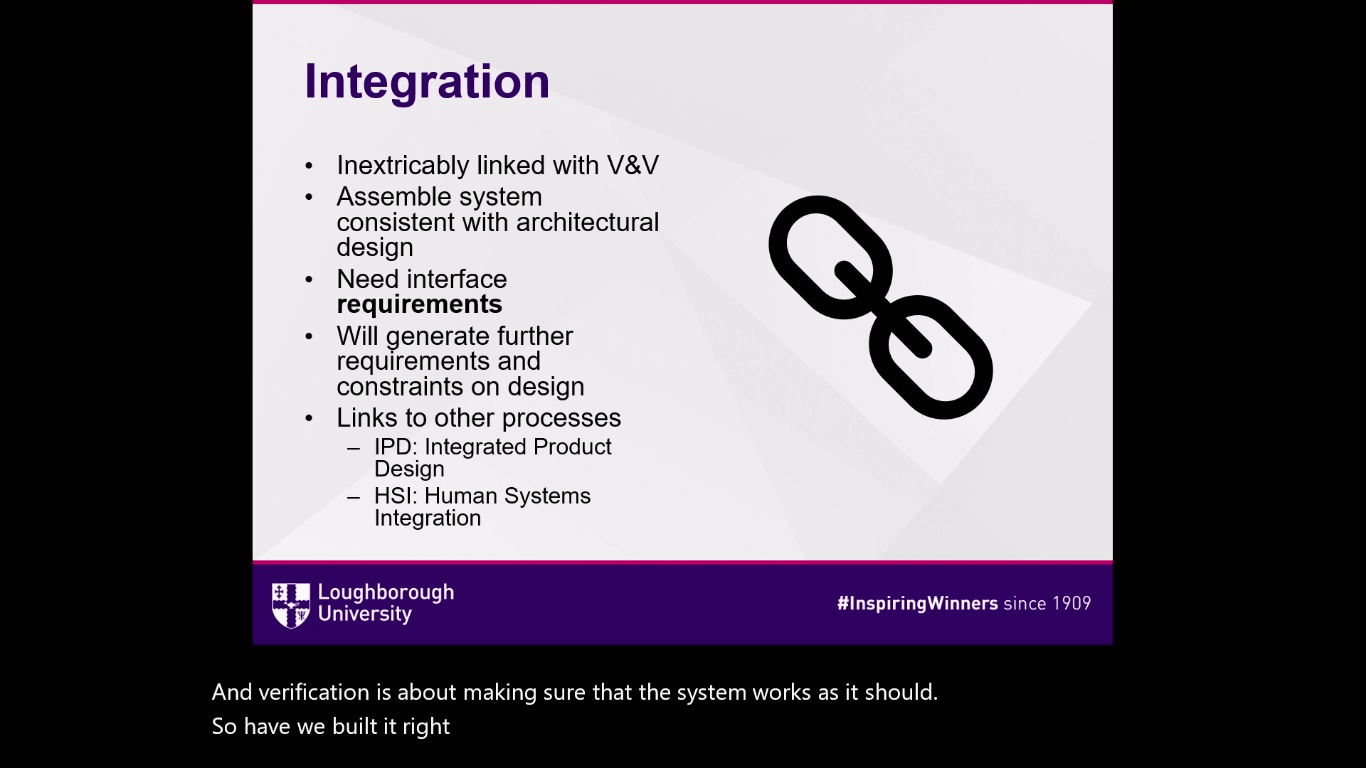 Integration
• Inextricably linked with V&V
• Assemble system
consistent with architectural
design
• Need interface
requirements
• Will generate further
requirements and
constraints on design
• Links to other processes
– IPD: Integrated Product
Design
– HSI: Human Systems
Integration
Loughborough
University
#InspiringWinners since 1909
And verification is about making sure that the system works as it should.
So have we built it right